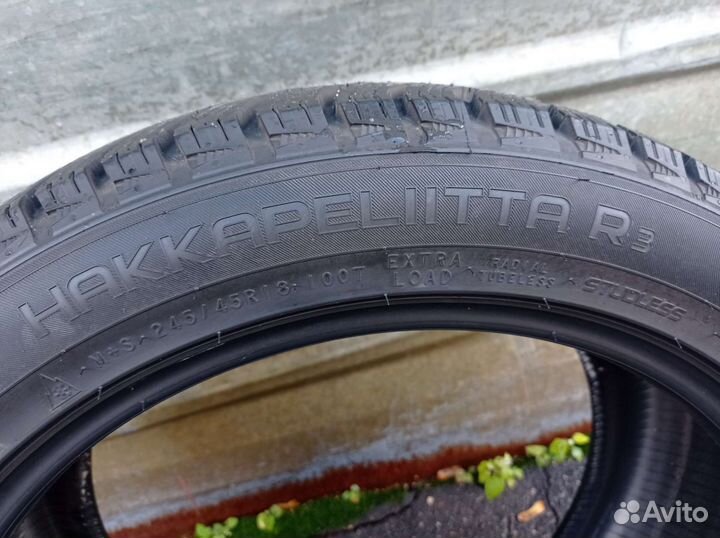 HAKKAPELIITTA R3
M+S 245/45R18 100T EXTRA LOAD RADIAL TUBELESS STUDLESS
Avito